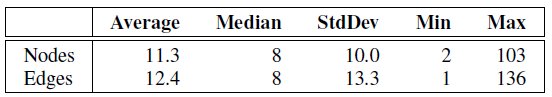 Average Median StdDev Min Max
Nodes 11.3 8 10.0 2 103
Edges 12.4 8 13.3 1 136